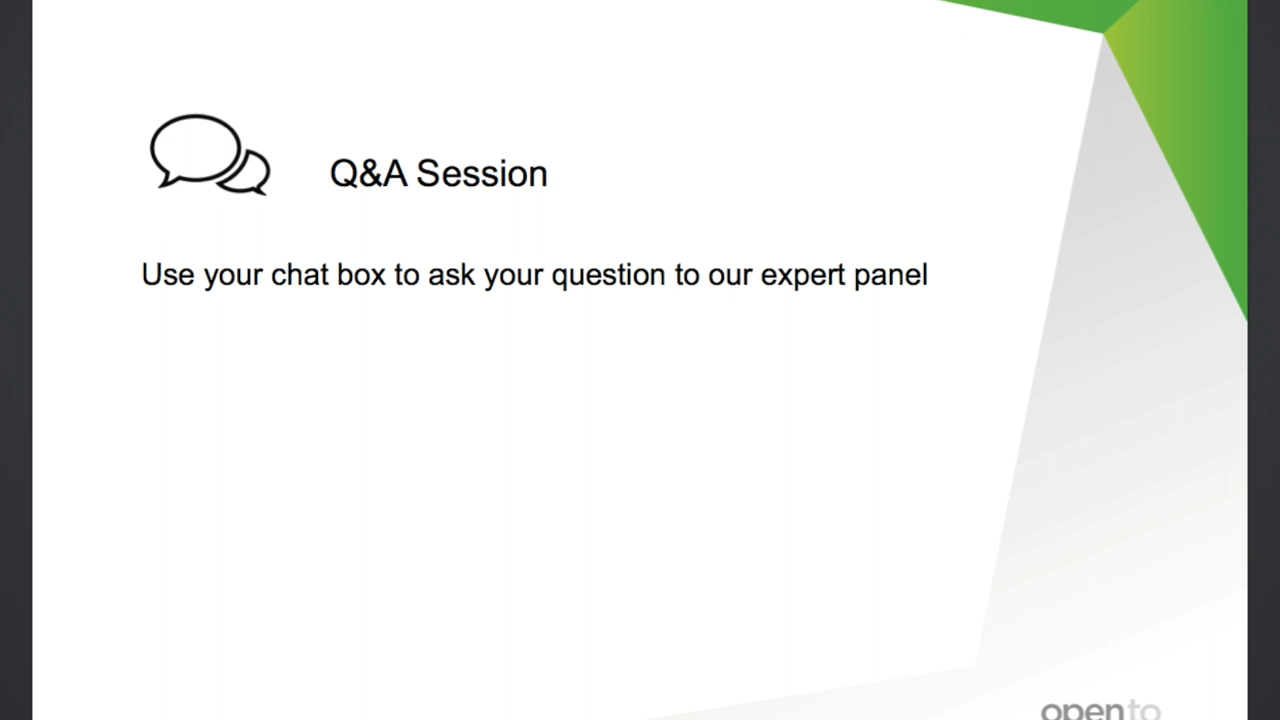 Q&A Session
Use your chat box to ask your question to our expert panel
open to